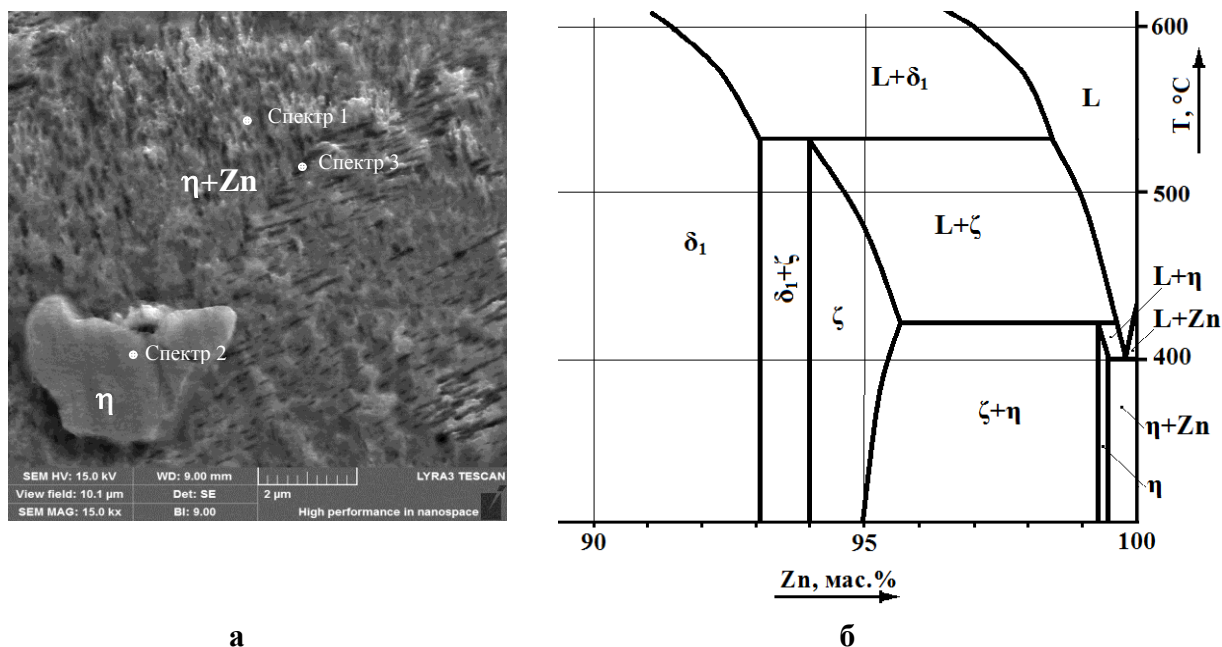 Спектр 1
Спектр 3
η+Zn
Спектр 2
η
SEM HV: 15.0 kV
WD: 9.00 mm
LYRA3 TESCAN
View field: 10.1 µm
Det: SE
2 µm
SEM MAG: 15.0 kx
BI: 9.00
High performance in nanospace
а
600
L+δ₁
L
T, °C
500
δ₁
δ₁+ζ
L+ζ
ζ
L+η
L+Zn
400
ζ+η
η+Zn
η
90
95
100
Zn, мас.%
б